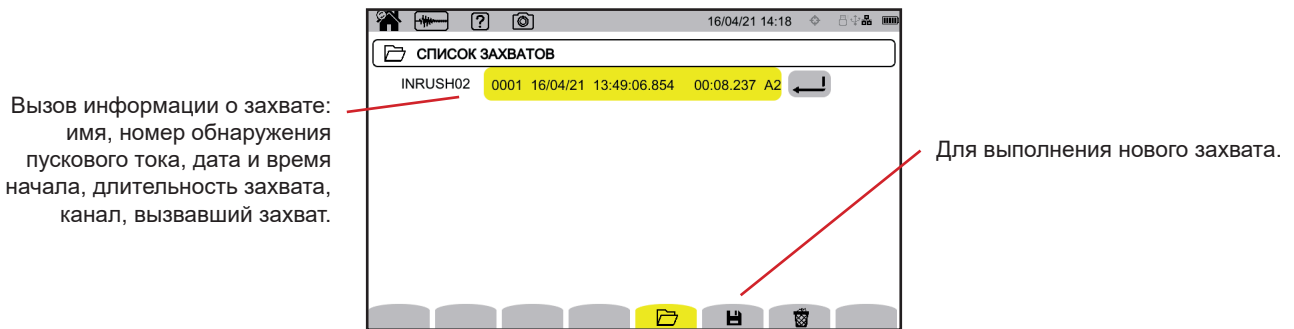 16/04/21 14:18
СПИСОК ЗАХВАТОВ
INRUSH02 0001 16/04/21 13:49:06.854 00:08.237 A2
Вызов информации о захвате:
имя, номер обнаружения
пускового тока, дата и время
начала, длительность захвата,
канал, вызвавший захват.
Для выполнения нового захвата.